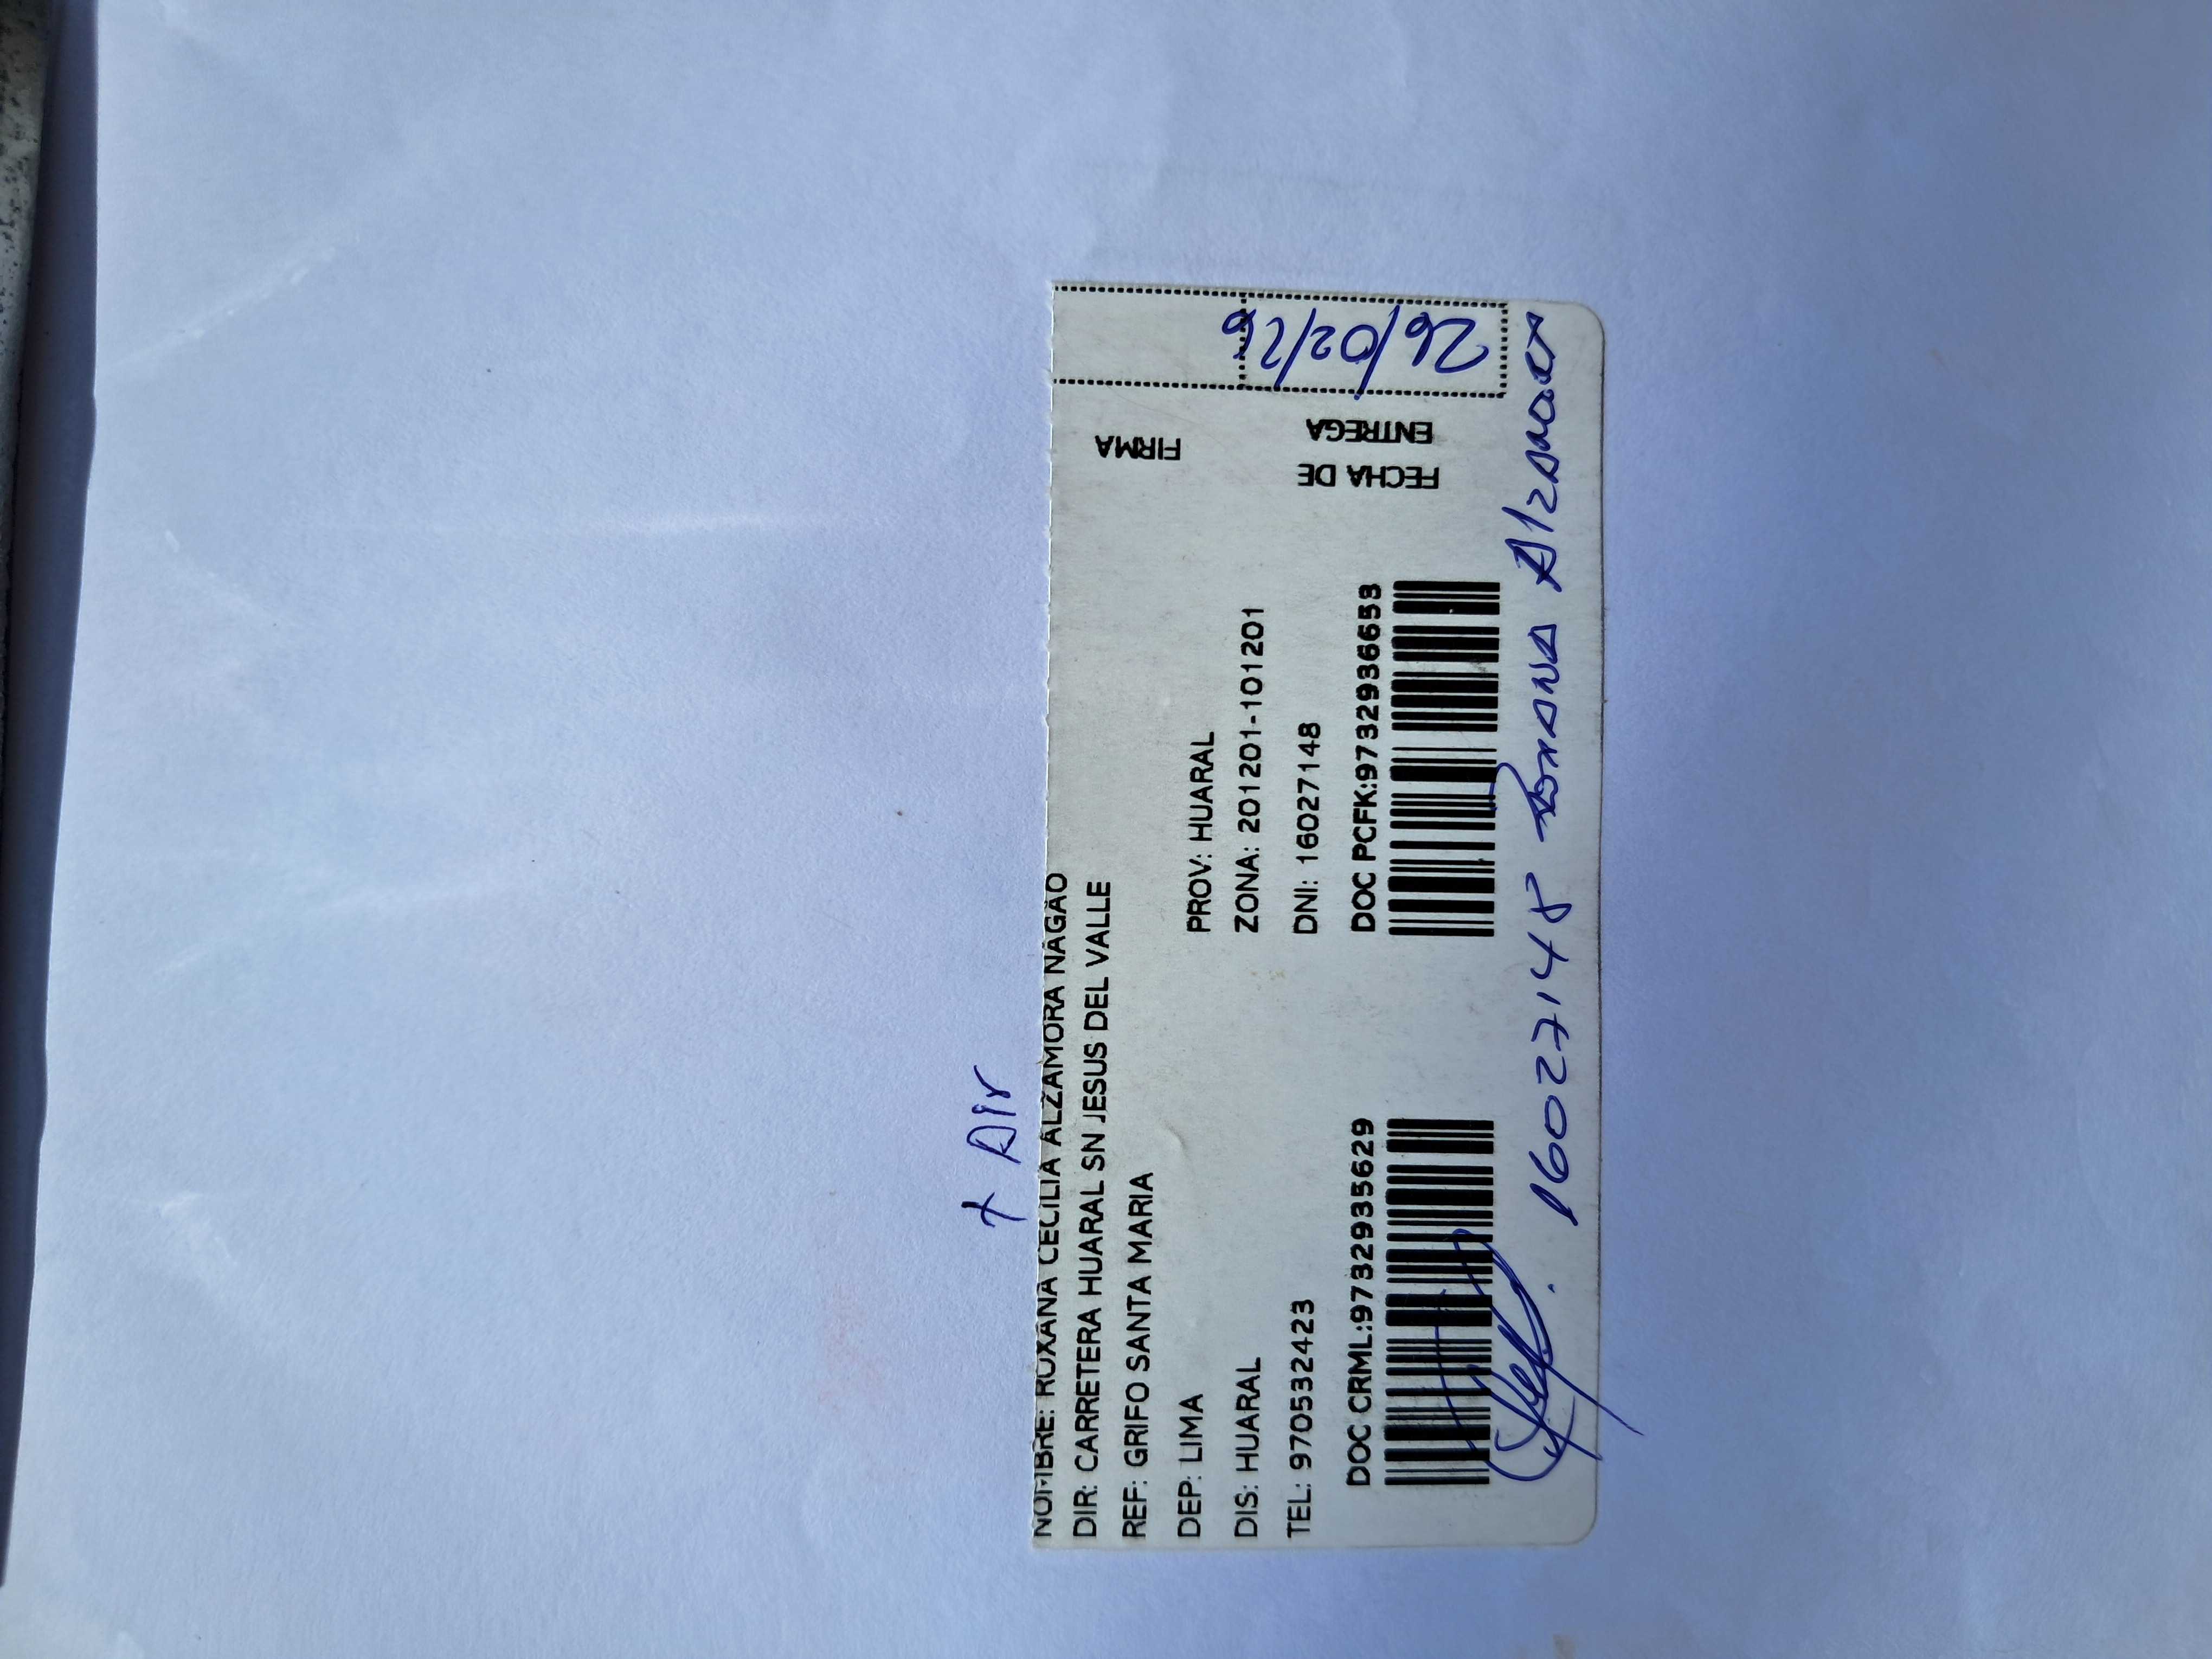 + Dir
NOMBRE: ROXANA CECILIA ALZAMORA NAGAO
DIR: CARRETERA HUARAL SN JESUS DEL VALLE
REF: GRIFO SANTA MARIA
DEP: LIMA PROV: HUARAL
DIS: HUARAL ZONA: 201201-101201
TEL: 970532423 DNI: 16027148
DOC CRML:9732935629 DOC PCFK:9732936653
FECHA DE
ENTREGA
26/02/26
FIRMA
16027148 Roxana Alzamora